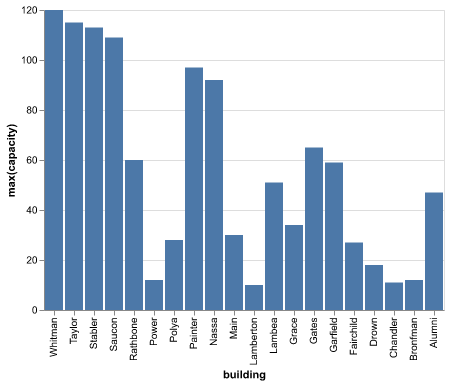 120
100
80
60
40
20
0
max(capacity)
Whitman
Taylor
Stabler
Saucon
Rathbone
Power
Polya
Painter
Nassa
Main
Lamberton
Lambea
Grace
Gates
Garfield
Fairchild
Drown
Chandler
Bronfman
Alumni
building